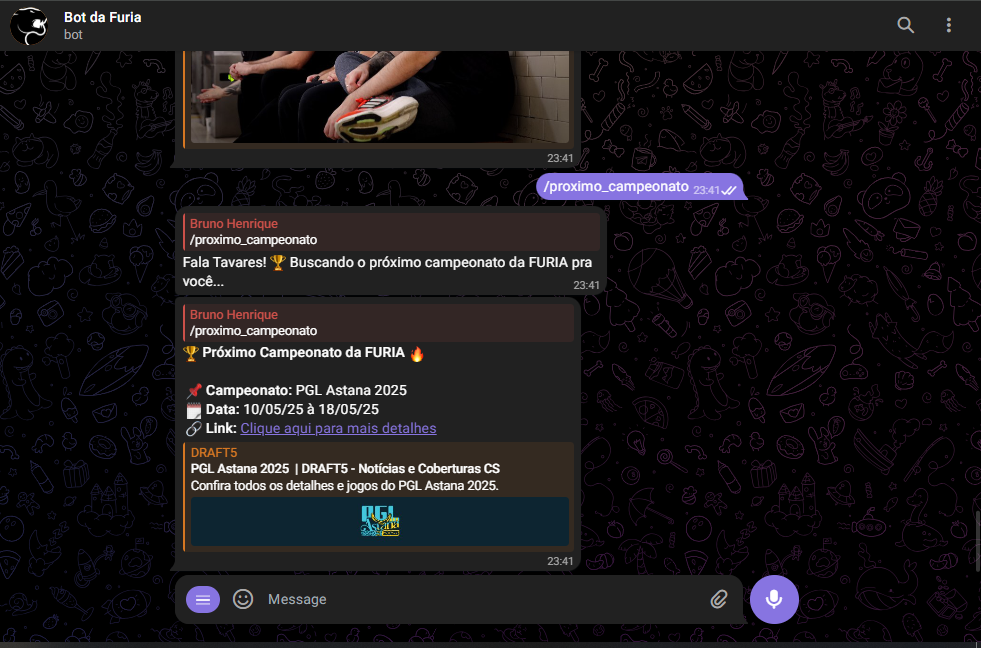 Bot da Furia
bot
23:41
/proximo_campeonato 23:41
Bruno Henrique
/proximo_campeonato
Fala Tavares! 🏆 Buscando o próximo campeonato da FURIA pra
você...
23:41
Bruno Henrique
/proximo_campeonato
🏆 Próximo Campeonato da FURIA 🔥
📌 Campeonato: PGL Astana 2025
🗓 Data: 10/05/25 à 18/05/25
🔗 Link: Clique aqui para mais detalhes
DRAFT5
PGL Astana 2025 | DRAFT5 - Notícias e Coberturas CS
Confira todos os detalhes e jogos do PGL Astana 2025.
PGL
Astana
23:41
Message